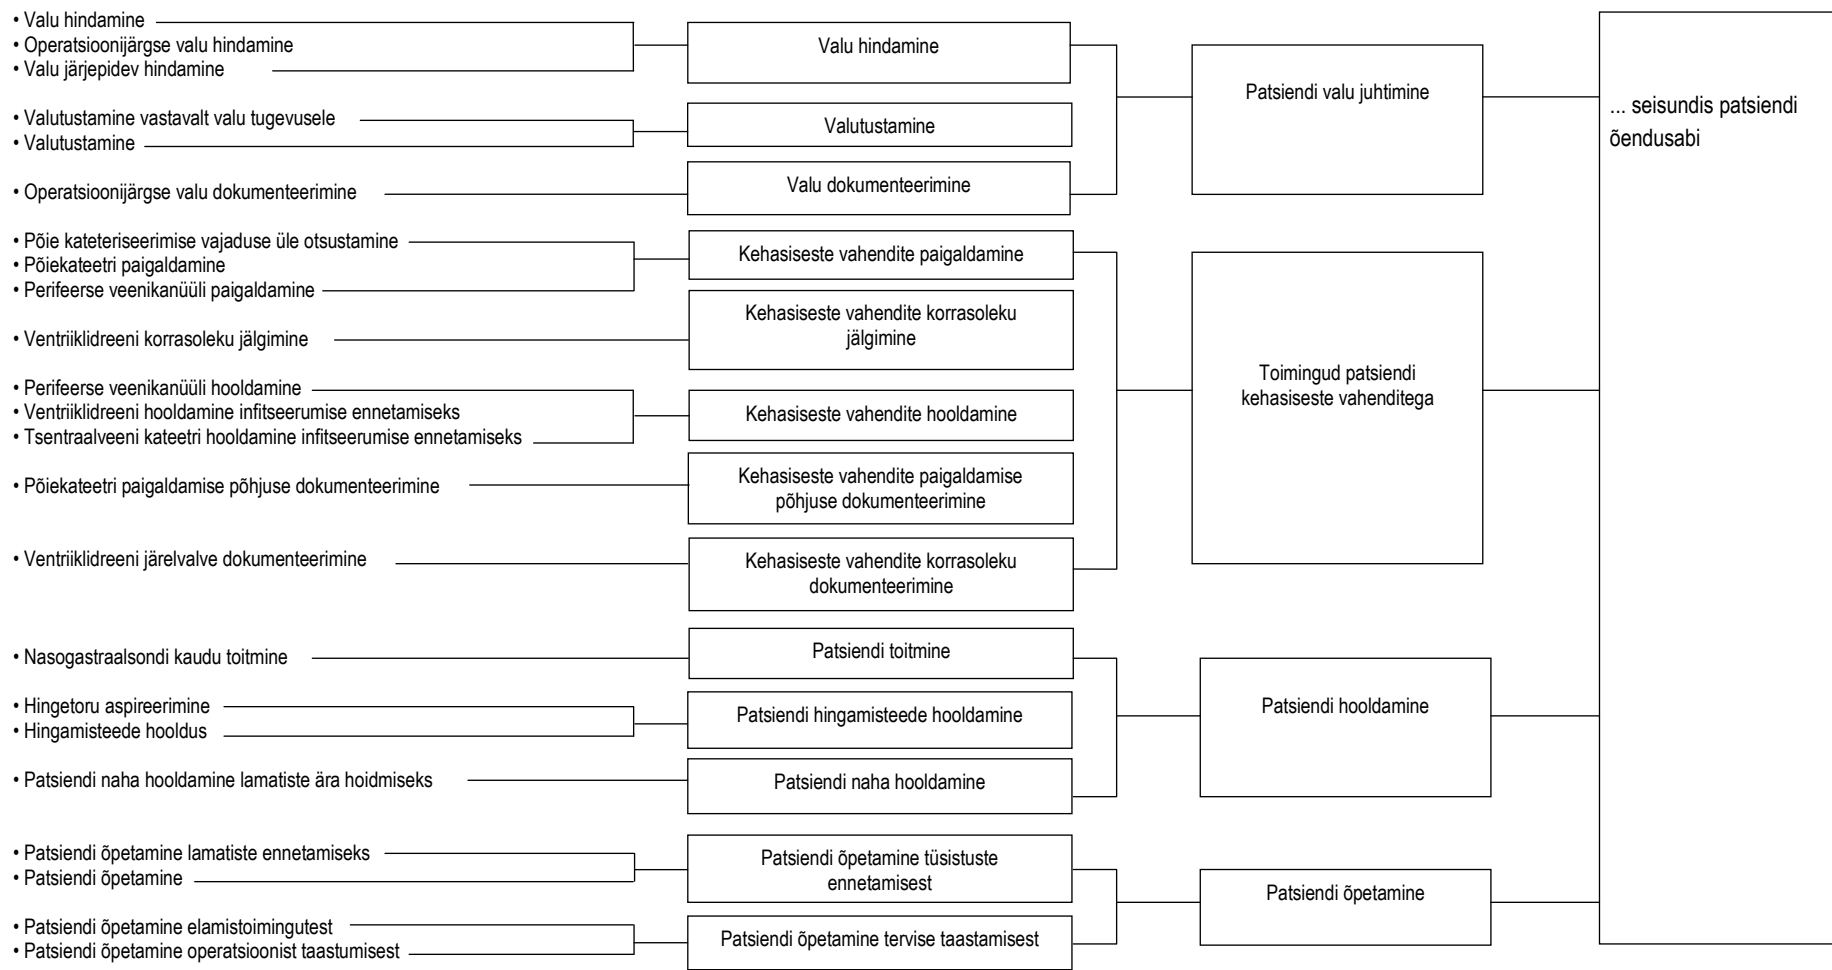 • Valu hindamine
• Operatsioonijärgse valu hindamine
• Valu järjepidev hindamine
• Valutustamine vastavalt valu tugevusele
• Valutustamine
• Operatsioonijärgse valu dokumenteerimine
• Põie kateteriseerimise vajaduse üle otsustamine
• Põiekateetri paigaldamine
• Perifeerse veenikanüüli paigaldamine
• Ventriiklidreeni korrasoleku jälgimine
• Perifeerse veenikanüüli hooldamine
• Ventriiklidreeni hooldamine infitseerumise ennetamiseks
• Tsentraalveeni kateetri hooldamine infitseerumise ennetamiseks
• Põiekateetri paigaldamise põhjuse dokumenteerimine
• Ventriiklidreeni järelvalve dokumenteerimine
• Nasogastraalsondi kaudu toitmine
• Hingetoru aspireerimine
• Hingamisteede hooldus
• Patsiendi naha hooldamine lamatiste ära hoidmiseks
• Patsiendi õpetamine lamatiste ennetamiseks
• Patsiendi õpetamine
• Patsiendi õpetamine elamistoimingutest
• Patsiendi õpetamine operatsioonist taastumisest
Valu hindamine
Valutustamine
Valu dokumenteerimine
Kehasiseste vahendite paigaldamine
Kehasiseste vahendite korrasoleku
jälgimine
Kehasiseste vahendite hooldamine
Kehasiseste vahendite paigaldamise
põhjuse dokumenteerimine
Kehasiseste vahendite korrasoleku
dokumenteerimine
Patsiendi toitmine
Patsiendi hingamisteede hooldamine
Patsiendi naha hooldamine
Patsiendi õpetamine tüsistuste
ennetamisest
Patsiendi õpetamine tervise taastamisest
Patsiendi valu juhtimine
Toimingud patsiendi
kehasiseste vahenditega
Patsiendi hooldamine
Patsiendi õpetamine
... seisundis patsiendi
õendusabi